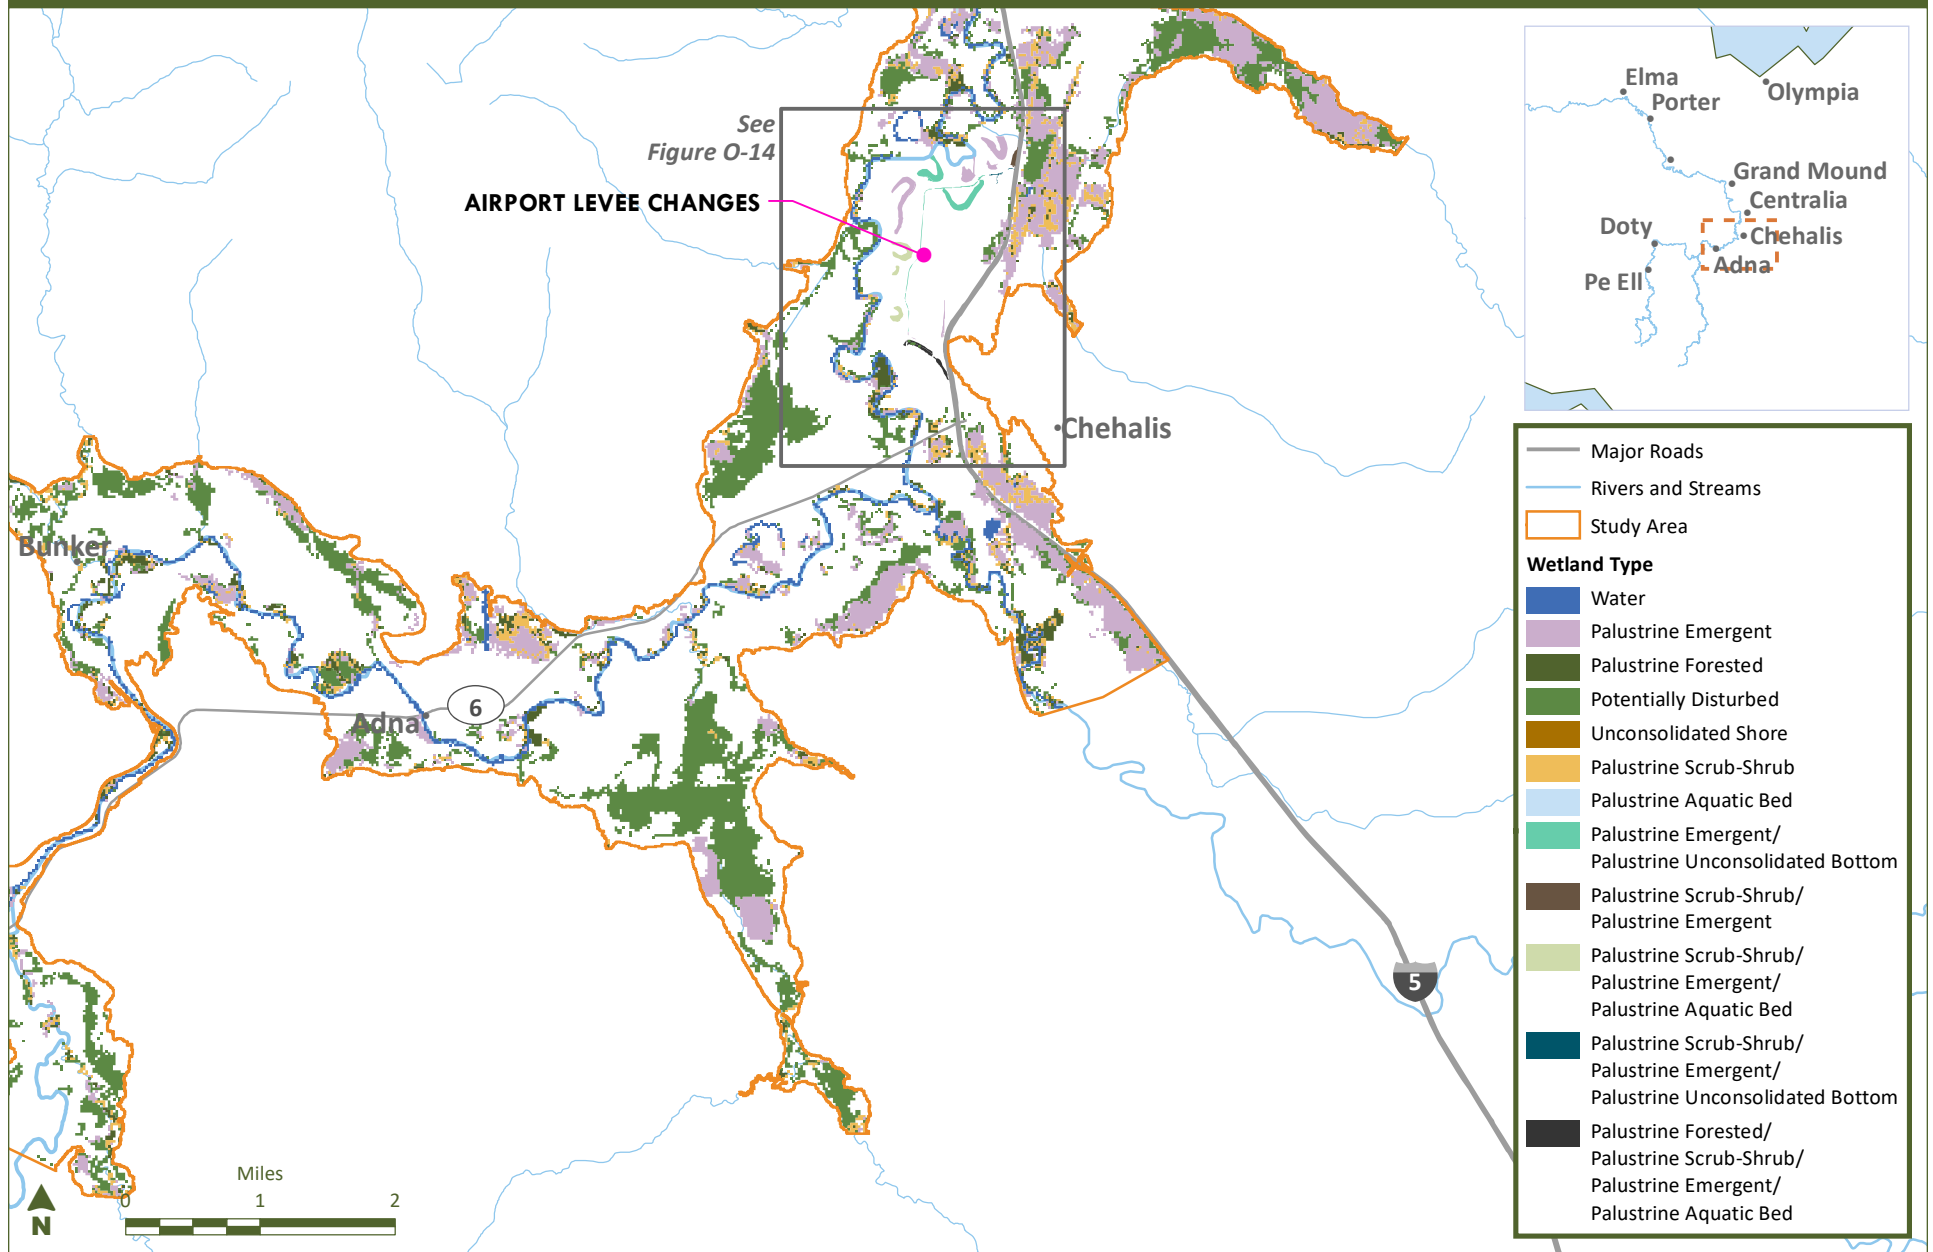 See
Figure O-14
AIRPORT LEVEE CHANGES
Chehalis
Bunker
Adna
6
5
Miles
0 1 2
N
Elma
Porter
Olympia
Grand Mound
Centralia
Doty
Chehalis
Adna
Pe Ell
Major Roads
Rivers and Streams
Study Area
Wetland Type
Water
Palustrine Emergent
Palustrine Forested
Potentially Disturbed
Unconsolidated Shore
Palustrine Scrub-Shrub
Palustrine Aquatic Bed
Palustrine Emergent/
Palustrine Unconsolidated Bottom
Palustrine Scrub-Shrub/
Palustrine Emergent
Palustrine Scrub-Shrub/
Palustrine Emergent/
Palustrine Aquatic Bed
Palustrine Scrub-Shrub/
Palustrine Emergent/
Palustrine Unconsolidated Bottom
Palustrine Forested/
Palustrine Scrub-Shrub/
Palustrine Emergent/
Palustrine Aquatic Bed